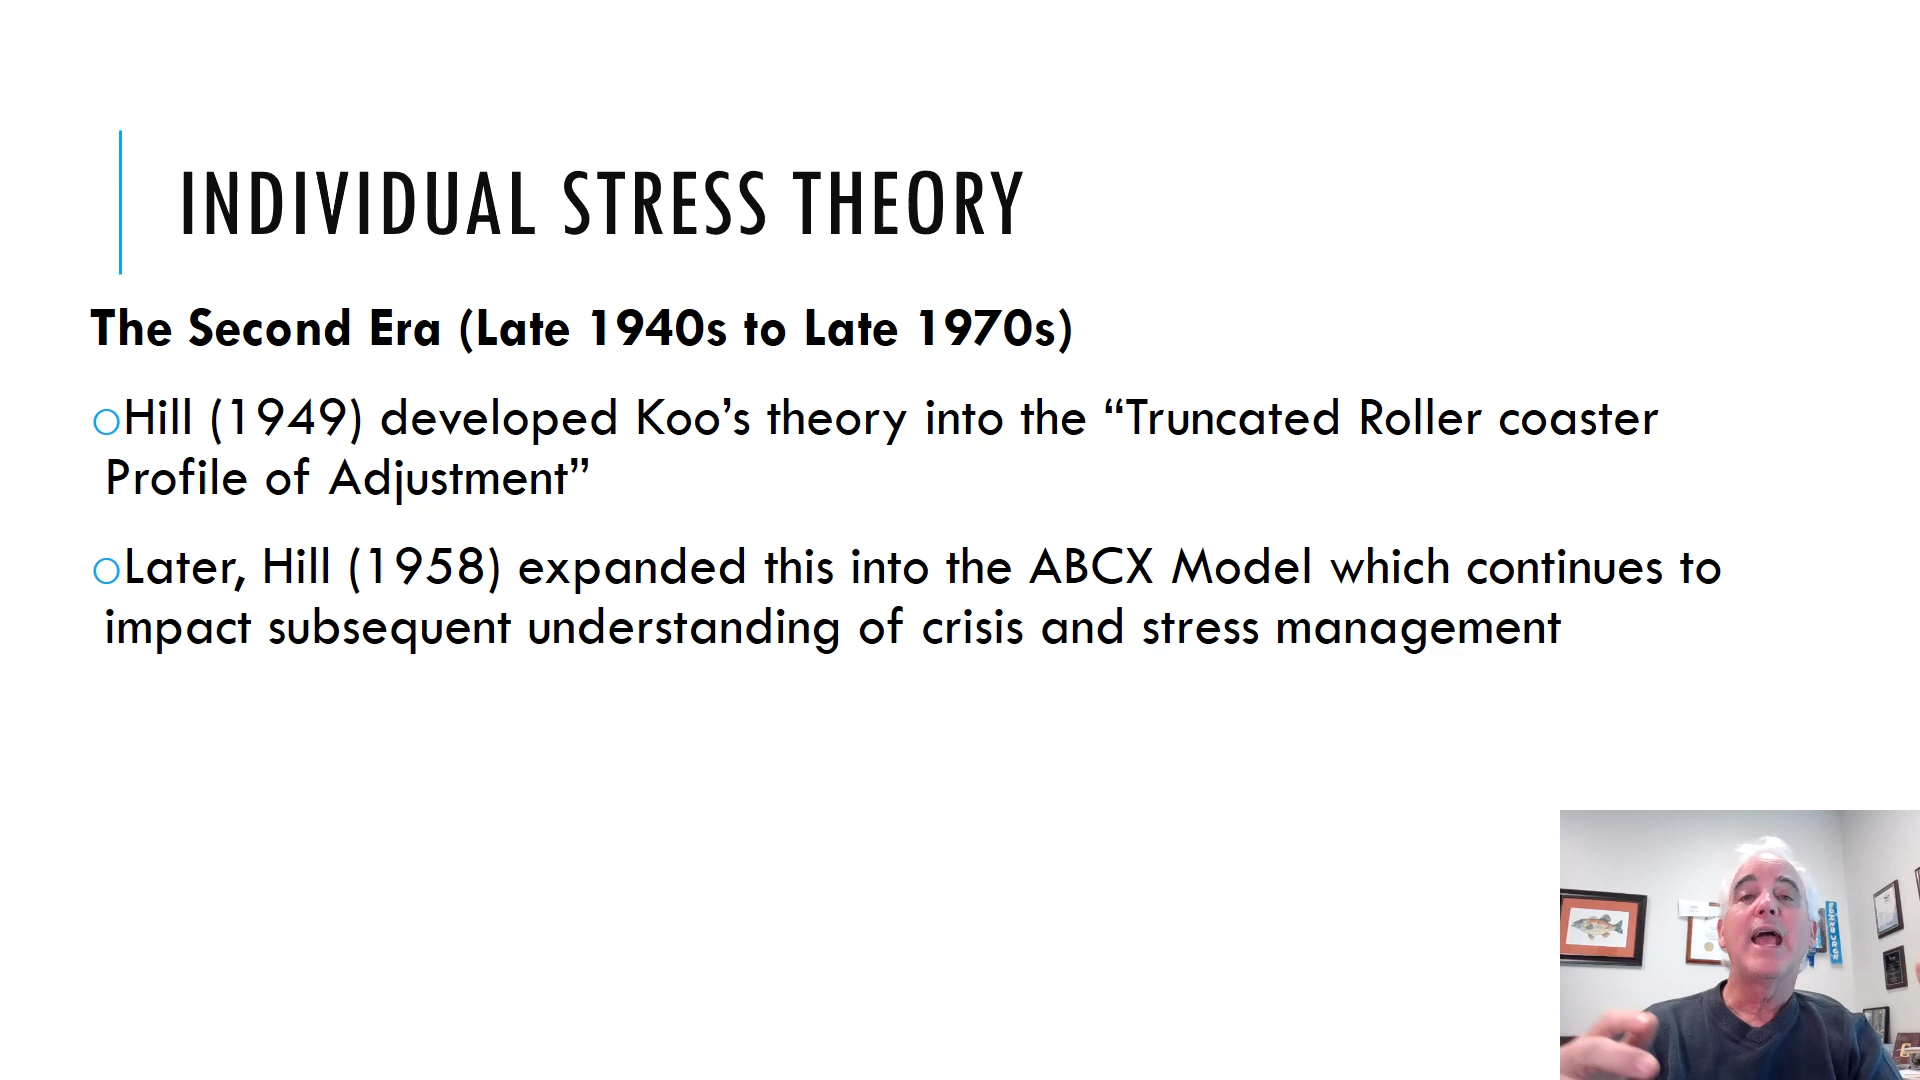 INDIVIDUAL STRESS THEORY
The Second Era (Late 1940s to Late 1970s)
Hill (1949) developed Koo’s theory into the “Truncated Roller coaster
Profile of Adjustment”
Later, Hill (1958) expanded this into the ABCX Model which continues to
impact subsequent understanding of crisis and stress management